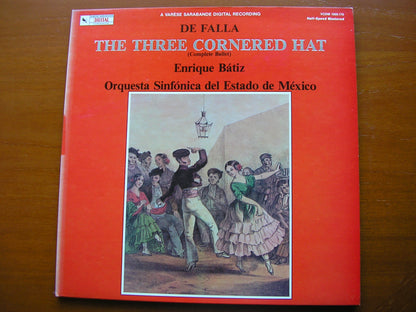 DIGITAL
A VARÈSE SARABANDE DIGITAL RECORDING
Half-Speed Mastered
DE FALLA
THE THREE CORNERED HAT
(Complete Ballet)
Enrique Bátiz
Orquesta Sinfónica del Estado de México